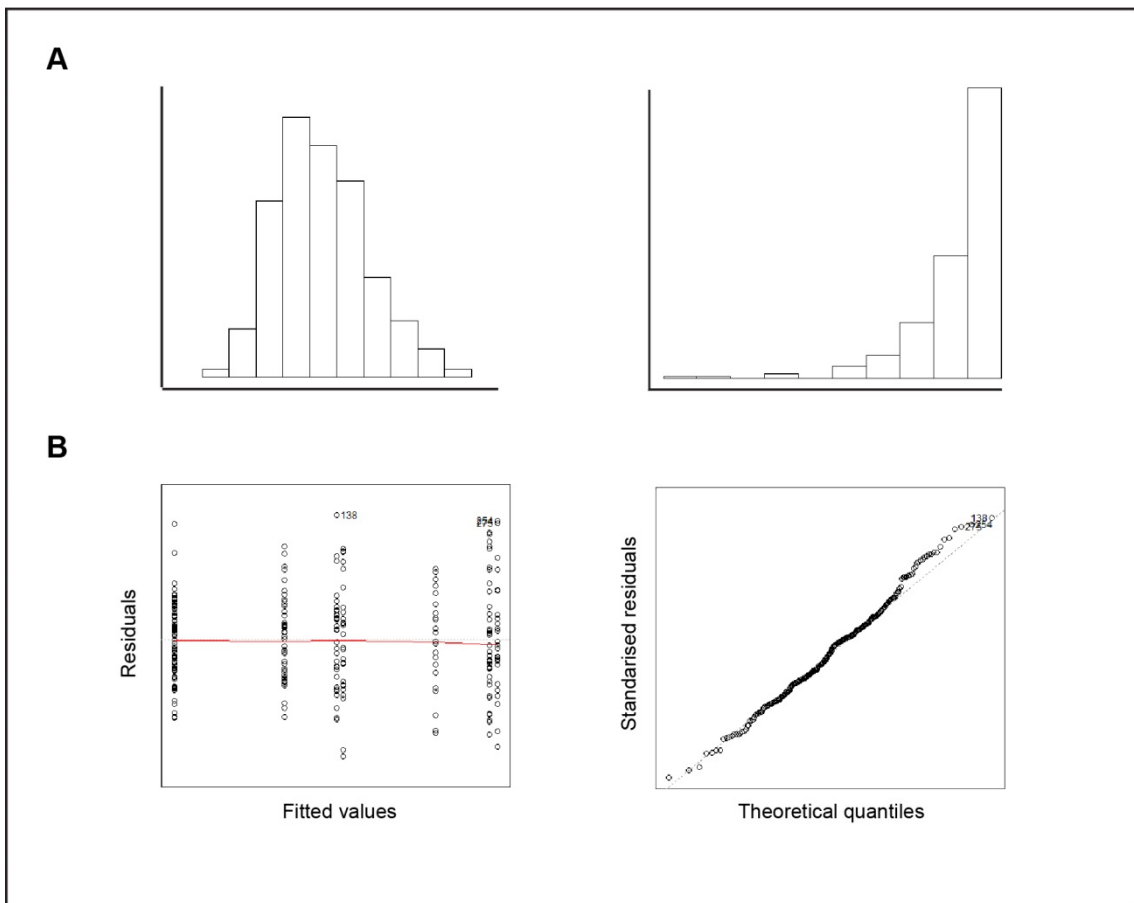 A
B
138
Residuals
Fitted values
138
Standarised residuals
Theoretical quantiles